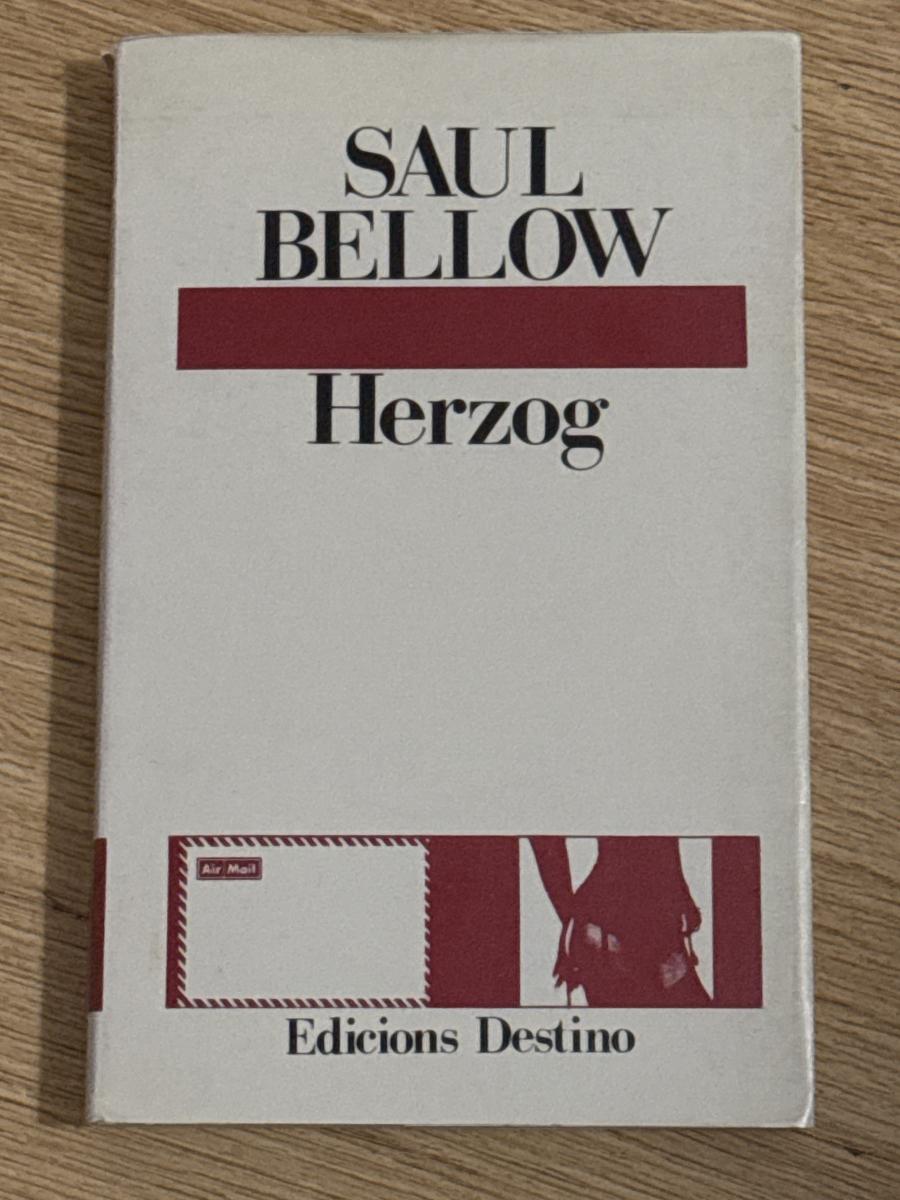 SAUL
BELLOW
Herzog
Air Mail
Edicions Destino